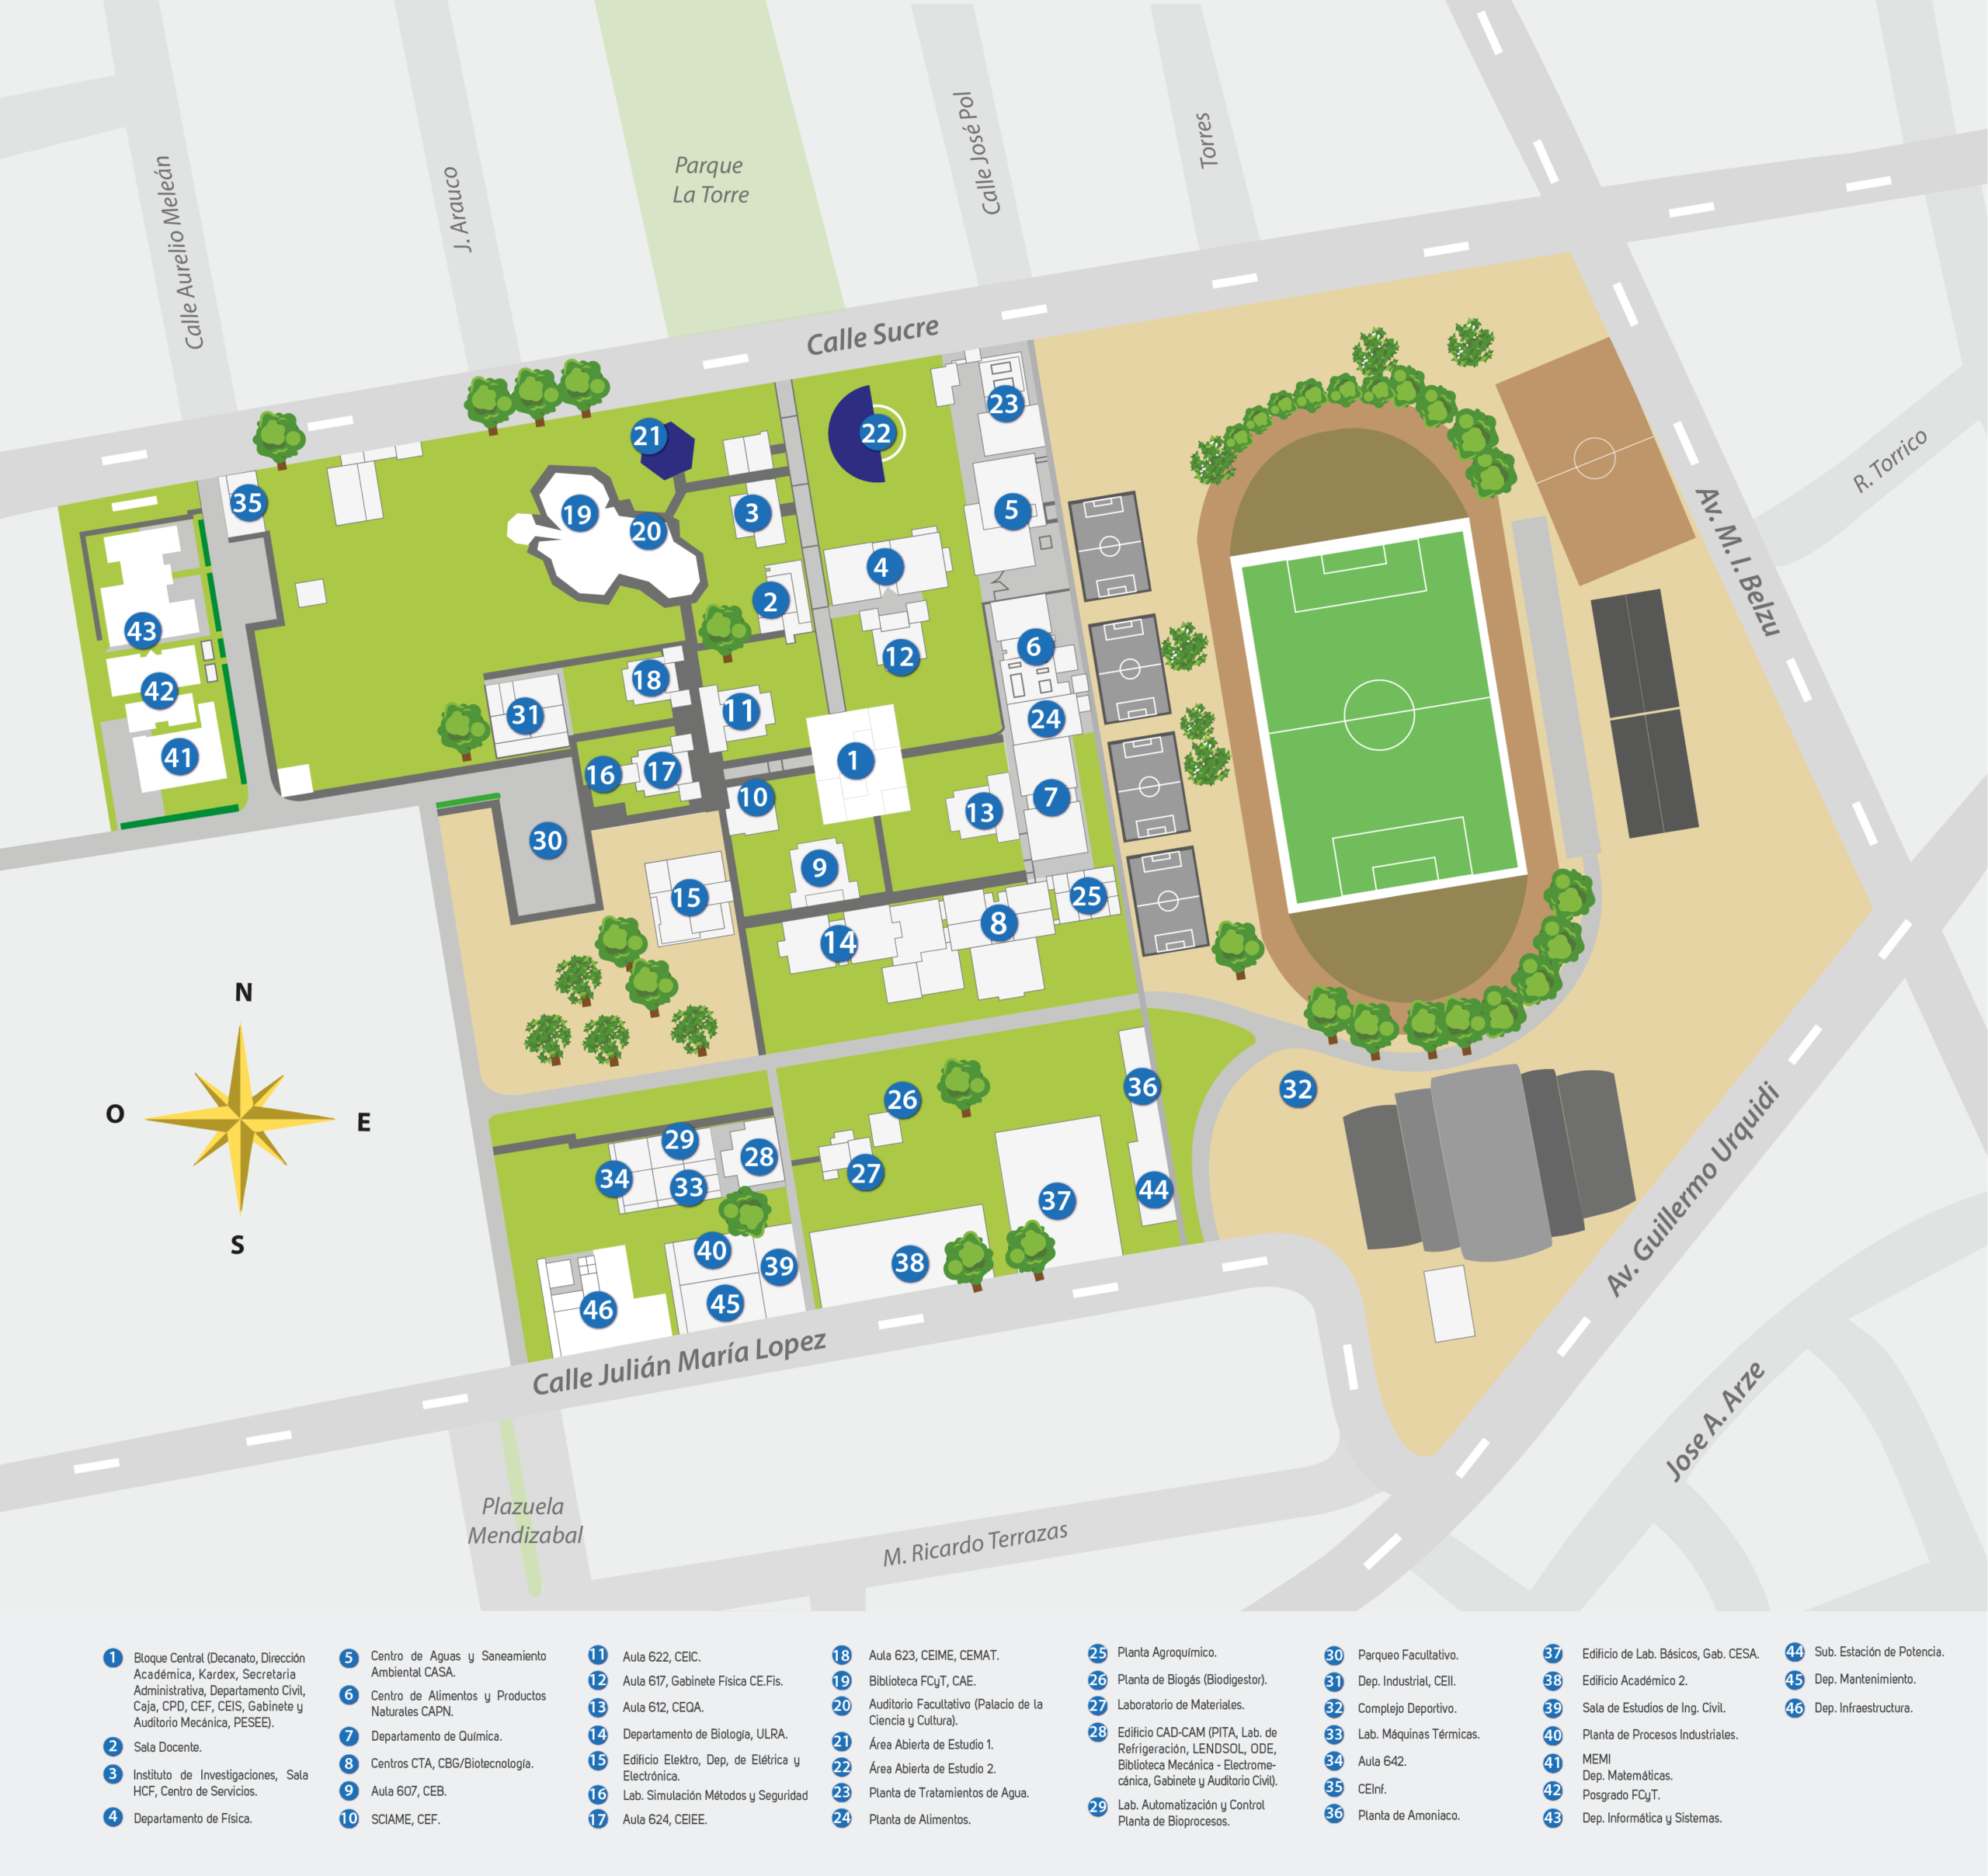 Calle Aurelio Meleán
J. Arauco
Parque
La Torre
Calle José Pol
Torres
Calle Sucre
Av. M. I. Belzu
R. Torrico
21
22
23
35
19
20
3
5
4
2
43
12
6
18
42
11
31
24
41
1
16
17
10
7
13
30
9
15
25
8
14
N
O
E
S
36
32
26
29
28
27
34
33
44
37
40
39
38
45
46
Av. Guillermo Urquidi
Calle Julián María Lopez
Jose A. Arze
Plazuela
Mendizabal
M. Ricardo Terrazas
1 Bloque Central (Decanato, Dirección
Académica, Kardex, Secretaria
Administrativa, Departamento Civil,
Caja, CPD, CEF, CEIS, Gabinete y
Auditorio Mecánica, PESEE).
2 Sala Docente.
3 Instituto de Investigaciones, Sala
HCF, Centro de Servicios.
4 Departamento de Física.
5 Centro de Aguas y Saneamiento
Ambiental CASA.
6 Centro de Alimentos y Productos
Naturales CAPN.
7 Departamento de Química.
8 Centros CTA, CBG/Biotecnología.
9 Aula 607, CEB.
10 SCIAME, CEF.
11 Aula 622, CEIC.
12 Aula 617, Gabinete Física CE.Fis.
13 Aula 612, CEQA.
14 Departamento de Biología, ULRA.
15 Edificio Elektro, Dep, de Elétrica y
Electrónica.
16 Lab. Simulación Métodos y Seguridad
17 Aula 624, CEIEE.
18 Aula 623, CEIME, CEMAT.
19 Biblioteca FCyT, CAE.
20 Auditorio Facultativo (Palacio de la
Ciencia y Cultura).
21 Área Abierta de Estudio 1.
22 Área Abierta de Estudio 2.
23 Planta de Tratamientos de Agua.
24 Planta de Alimentos.
25 Planta Agroquímico.
26 Planta de Biogás (Biodigestor).
27 Laboratorio de Materiales.
28 Edificio CAD-CAM (PITA, Lab. de
Refrigeración, LENDSOL, ODE,
Biblioteca Mecánica - Electrome-
cánica, Gabinete y Auditorio Civil).
29 Lab. Automatización y Control
Planta de Bioprocesos.
30 Parqueo Facultativo.
31 Dep. Industrial, CEII.
32 Complejo Deportivo.
33 Lab. Máquinas Térmicas.
34 Aula 642.
35 CEInf.
36 Planta de Amoniaco.
37 Edificio de Lab. Básicos, Gab. CESA.
38 Edificio Académico 2.
39 Sala de Estudios de Ing. Civil.
40 Planta de Procesos Industriales.
41 MEMI
Dep. Matemáticas.
42 Posgrado FCyT.
43 Dep. Informática y Sistemas.
44 Sub. Estación de Potencia.
45 Dep. Mantenimiento.
46 Dep. Infraestructura.